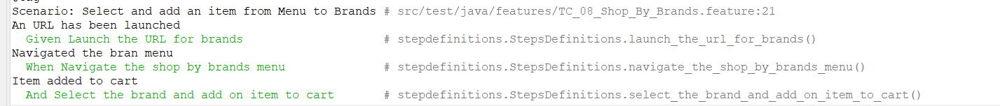 Scenario: Select and add an item from Menu to Brands # src/test/java/features/TC_08_Shop_By_Brands.feature:21
An URL has been launched
Given Launch the URL for brands # stepdefinitions.StepsDefinitions.launch_the_url_for_brands()
Navigated the bran menu
When Navigate the shop by brands menu # stepdefinitions.StepsDefinitions.navigate_the_shop_by_brands_menu()
Item added to cart
And Select the brand and add on item to cart # stepdefinitions.StepsDefinitions.select_the_brand_and_add_on_item_to_cart()